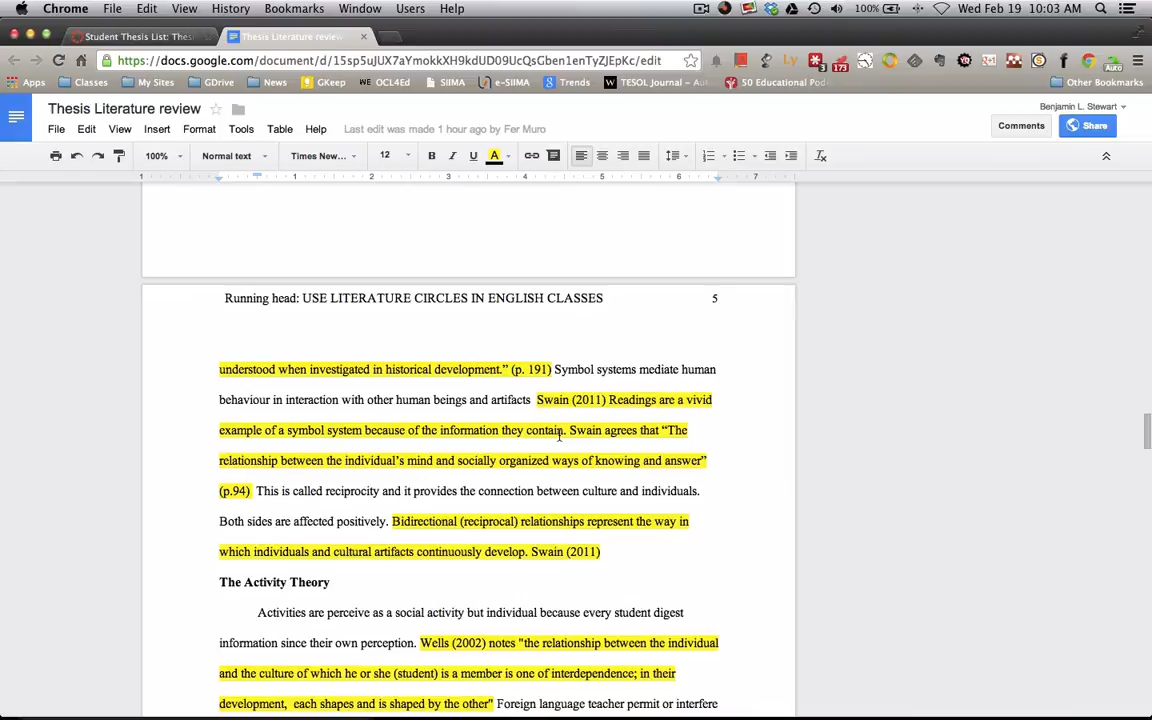 Chrome File Edit View History Bookmarks Window Users Help 100% Wed Feb 19 10:03 AM
Student Thesis List: Thes
Thesis Literature review
https://docs.google.com/document/d/15sp5uJUX7aYmokkXH9kdUD09UcQsGben1enTyZJEpKc/edit
Apps Classes My Sites GDrive News GKeep OCL4Ed SIIMA e-SIIMA Trends TESOL Journal – Au 50 Educational Pod Other Bookmarks
Thesis Literature review
Benjamin L. Stewart
File Edit View Insert Format Tools Table Help Last edit was made 1 hour ago by Fer Muro
Comments Share
100% Normal text Times New... 12 B I U A
1 1 2 3 4 5 6 7
Running head: USE LITERATURE CIRCLES IN ENGLISH CLASSES 5
understood when investigated in historical development.” (p. 191) Symbol systems mediate human
behaviour in interaction with other human beings and artifacts Swain (2011) Readings are a vivid
example of a symbol system because of the information they contain. Swain agrees that “The
relationship between the individual’s mind and socially organized ways of knowing and answer”
(p.94) This is called reciprocity and it provides the connection between culture and individuals.
Both sides are affected positively. Bidirectional (reciprocal) relationships represent the way in
which individuals and cultural artifacts continuously develop. Swain (2011)
The Activity Theory
Activities are perceive as a social activity but individual because every student digest
information since their own perception. Wells (2002) notes "the relationship between the individual
and the culture of which he or she (student) is a member is one of interdependence; in their
development, each shapes and is shaped by the other" Foreign language teacher permit or interfere